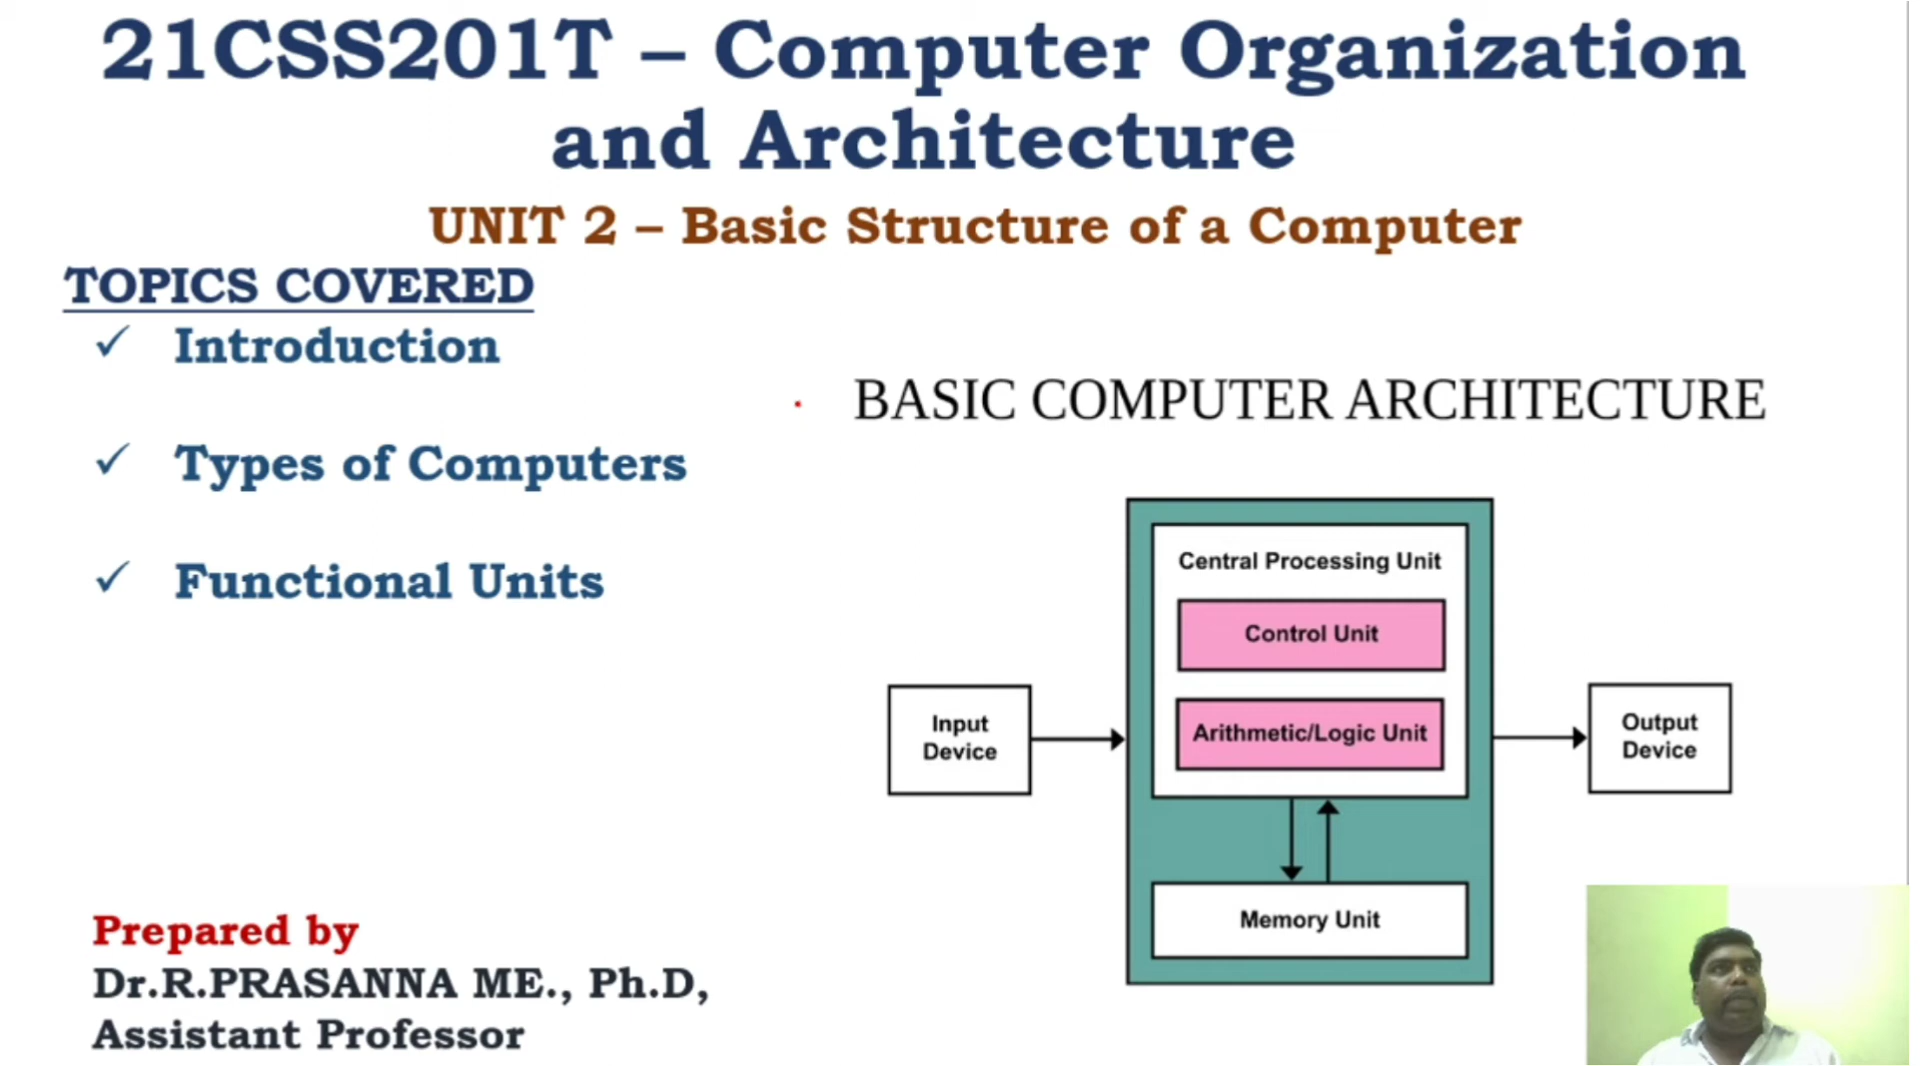 21CSS201T – Computer Organization
and Architecture
UNIT 2 – Basic Structure of a Computer
TOPICS COVERED
✓ Introduction
✓ Types of Computers
✓ Functional Units
BASIC COMPUTER ARCHITECTURE
Central Processing Unit
Control Unit
Arithmetic/Logic Unit
Input
Device
Output
Device
Memory Unit
Prepared by
Dr.R.PRASANNA ME., Ph.D,
Assistant Professor